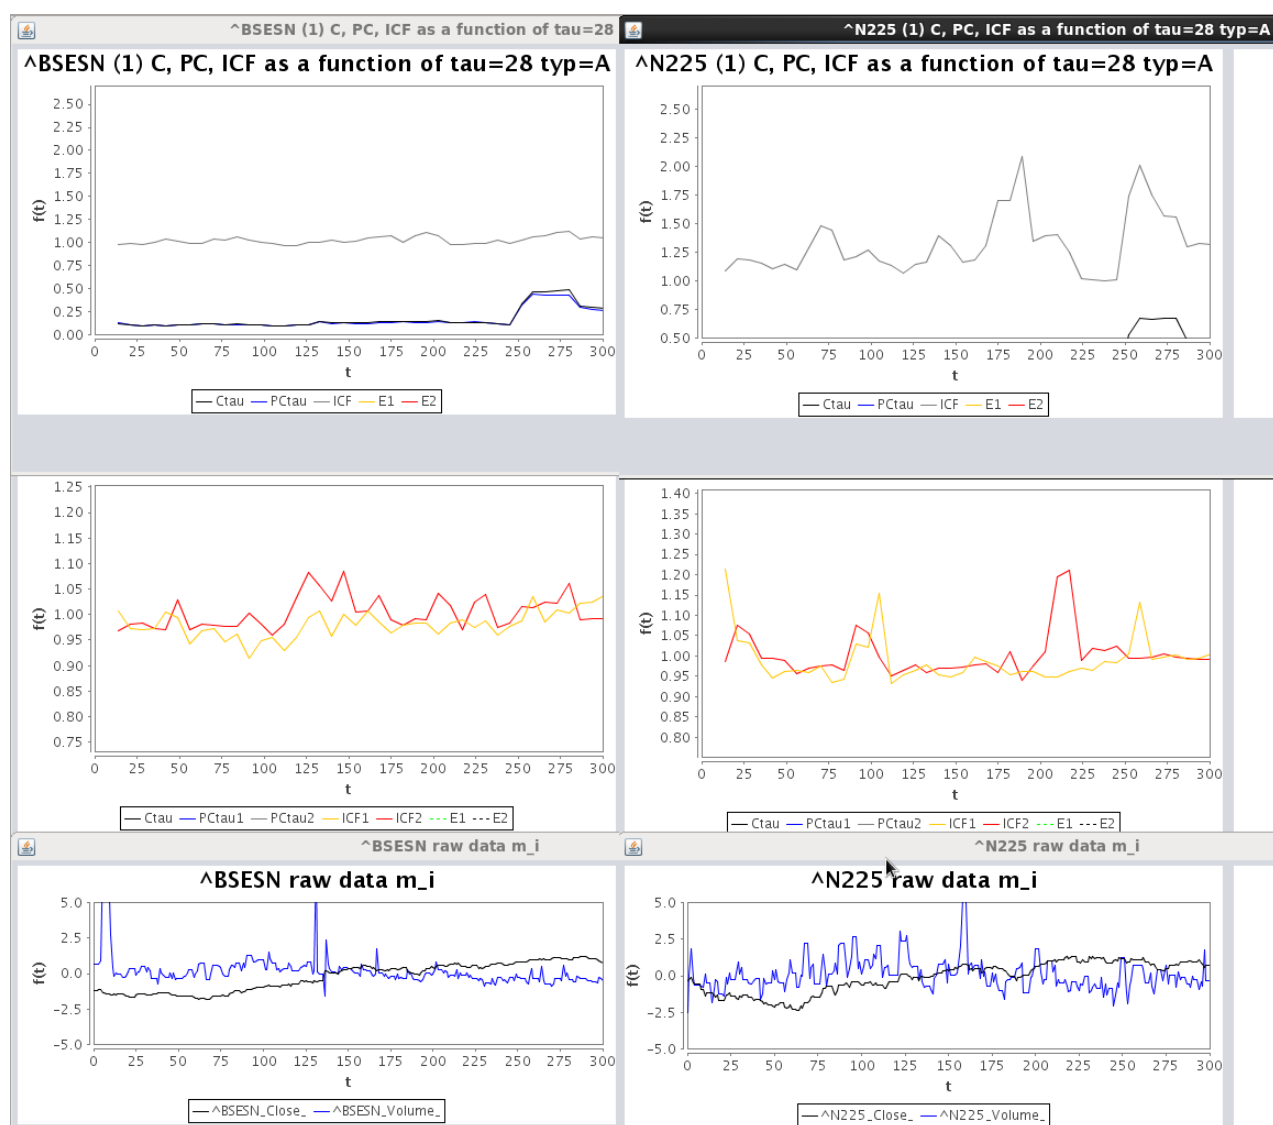 ^BSESN (1) C, PC, ICF as a function of tau=28
^N225 (1) C, PC, ICF as a function of tau=28 typ=A
^BSESN (1) C, PC, ICF as a function of tau=28 typ=A
2.50
2.25
2.00
1.75
1.50
1.25
1.00
0.75
0.50
0.25
0.00
f(t)
0 25 50 75 100 125 150 175 200 225 250 275 300
t
Ctau PCtau ICF E1 E2
^N225 (1) C, PC, ICF as a function of tau=28 typ=A
2.50
2.25
2.00
1.75
1.50
1.25
1.00
0.75
0.50
f(t)
0 25 50 75 100 125 150 175 200 225 250 275 300
t
Ctau PCtau ICF E1 E2
1.25
1.20
1.15
1.10
1.05
1.00
0.95
0.90
0.85
0.80
0.75
f(t)
0 25 50 75 100 125 150 175 200 225 250 275 300
t
Ctau PCtau1 PCtau2 ICF1 ICF2 E1 E2
1.40
1.35
1.30
1.25
1.20
1.15
1.10
1.05
1.00
0.95
0.90
0.85
0.80
f(t)
0 25 50 75 100 125 150 175 200 225 250 275 300
t
Ctau PCtau1 PCtau2 ICF1 ICF2 E1 E2
^BSESN raw data m_i
^N225 raw data m_i
^BSESN raw data m_i
5.0
2.5
0.0
−2.5
−5.0
f(t)
0 25 50 75 100 125 150 175 200 225 250 275 300
t
^BSESN_Close_ ^BSESN_Volume_
^N225 raw data m_i
5.0
2.5
0.0
−2.5
−5.0
f(t)
0 25 50 75 100 125 150 175 200 225 250 275 300
t
^N225_Close_ ^N225_Volume_